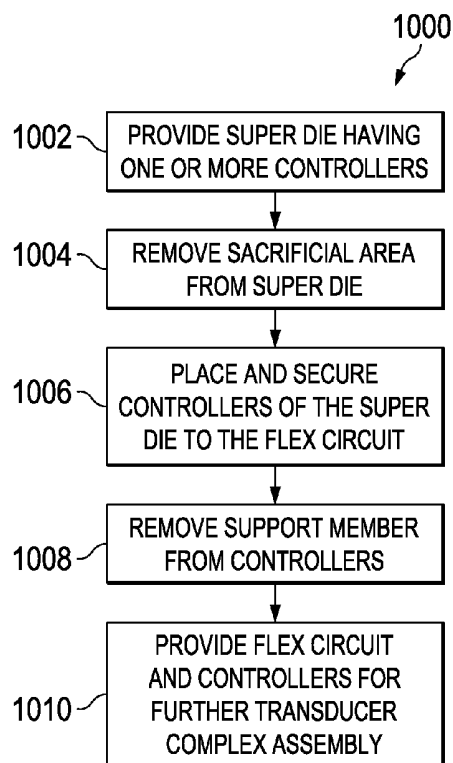 1000
1002
PROVIDE SUPER DIE HAVING
ONE OR MORE CONTROLLERS
1004
REMOVE SACRIFICIAL AREA
FROM SUPER DIE
1006
PLACE AND SECURE
CONTROLLERS OF THE SUPER
DIE TO THE FLEX CIRCUIT
1008
REMOVE SUPPORT MEMBER
FROM CONTROLLERS
1010
PROVIDE FLEX CIRCUIT
AND CONTROLLERS FOR
FURTHER TRANSDUCER
COMPLEX ASSEMBLY